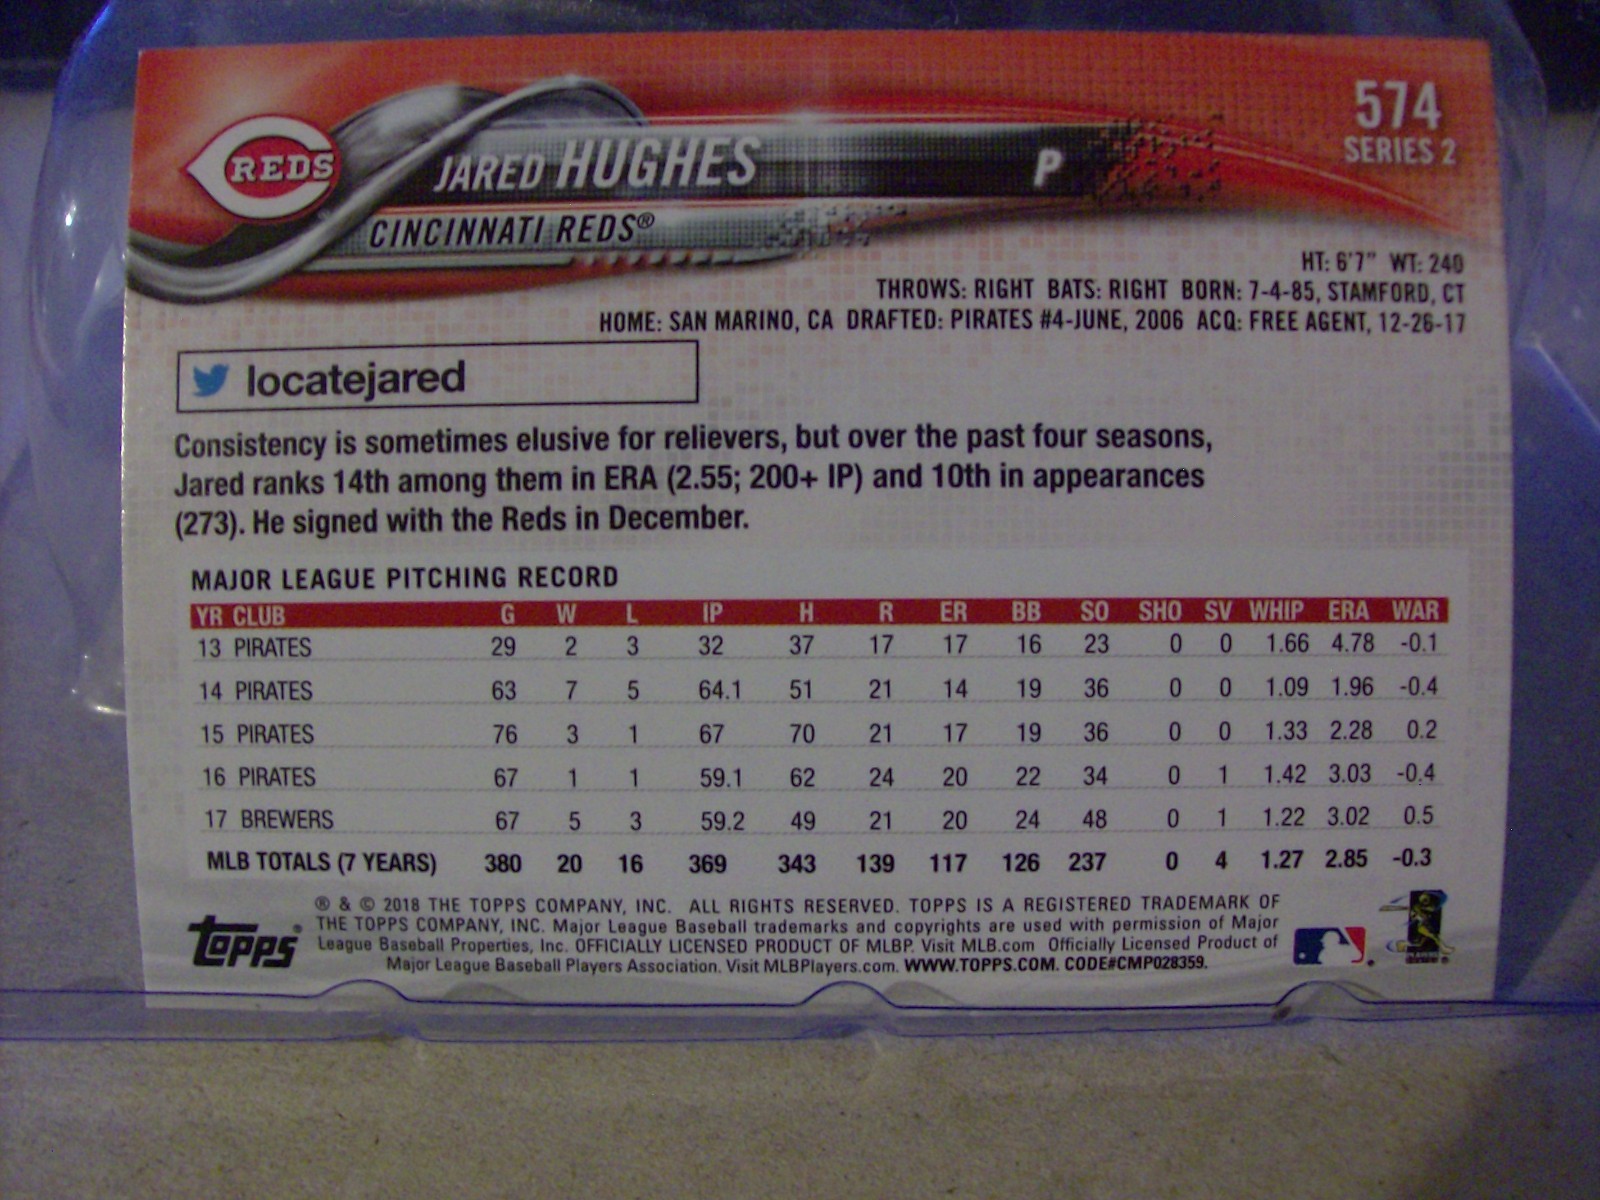 574
SERIES 2
REDS
JARED HUGHES P
CINCINNATI REDS®
HT: 6'7" WT: 240
THROWS: RIGHT BATS: RIGHT BORN: 7-4-85, STAMFORD, CT
HOME: SAN MARINO, CA DRAFTED: PIRATES #4-JUNE, 2006 ACQ: FREE AGENT, 12-26-17
locatejared
Consistency is sometimes elusive for relievers, but over the past four seasons,
Jared ranks 14th among them in ERA (2.55; 200+ IP) and 10th in appearances
(273). He signed with the Reds in December.
MAJOR LEAGUE PITCHING RECORD
YR CLUB G W L IP H R ER BB SO SHO SV WHIP ERA WAR
13 PIRATES 29 2 3 32 37 17 17 16 23 0 0 1.66 4.78 -0.1
14 PIRATES 63 7 5 64.1 51 21 14 19 36 0 0 1.09 1.96 -0.4
15 PIRATES 76 3 1 67 70 21 17 19 36 0 0 1.33 2.28 0.2
16 PIRATES 67 1 1 59.1 62 24 20 22 34 0 1 1.42 3.03 -0.4
17 BREWERS 67 5 3 59.2 49 21 20 24 48 0 1 1.22 3.02 0.5
MLB TOTALS (7 YEARS) 380 20 16 369 343 139 117 126 237 0 4 1.27 2.85 -0.3
® & © 2018 THE TOPPS COMPANY, INC. ALL RIGHTS RESERVED. TOPPS IS A REGISTERED TRADEMARK OF
THE TOPPS COMPANY, INC. Major League Baseball trademarks and copyrights are used with permission of Major
League Baseball Properties, Inc. OFFICIALLY LICENSED PRODUCT OF MLBP. Visit MLB.com Officially Licensed Product of
Major League Baseball Players Association. Visit MLBPlayers.com. WWW.TOPPS.COM. CODE#CMP028359.
topps®